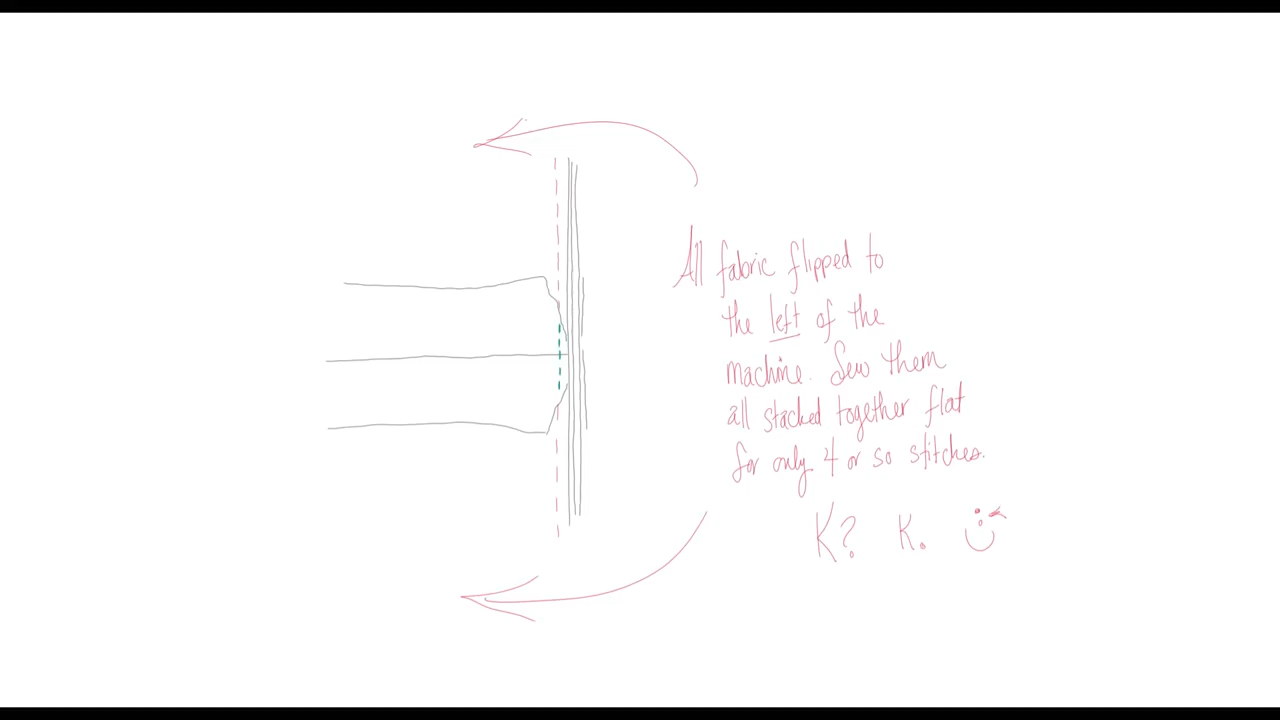 All fabric flipped to
the left of the
machine. Sew them
all stacked together flat
for only 4 or so stitches.
K? K.